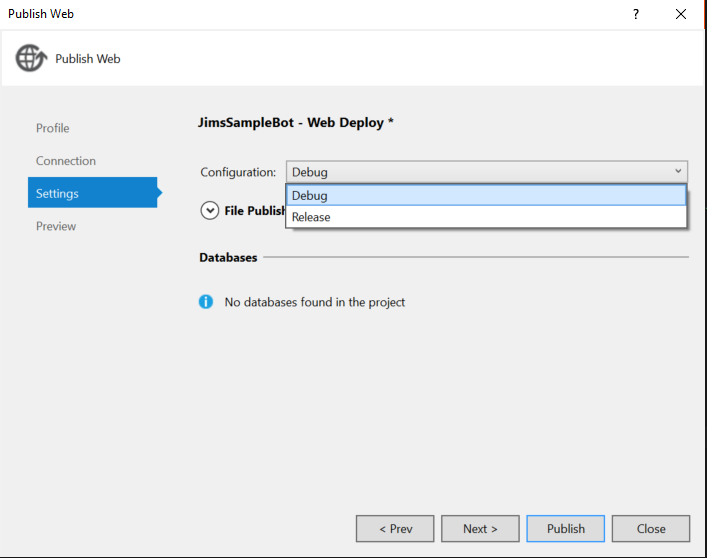 Publish Web
?
Publish Web
Profile
Connection
Settings
Preview
JimsSampleBot - Web Deploy *
Configuration: Debug
Debug
Release
File Publish
Databases
No databases found in the project
< Prev
Next >
Publish
Close